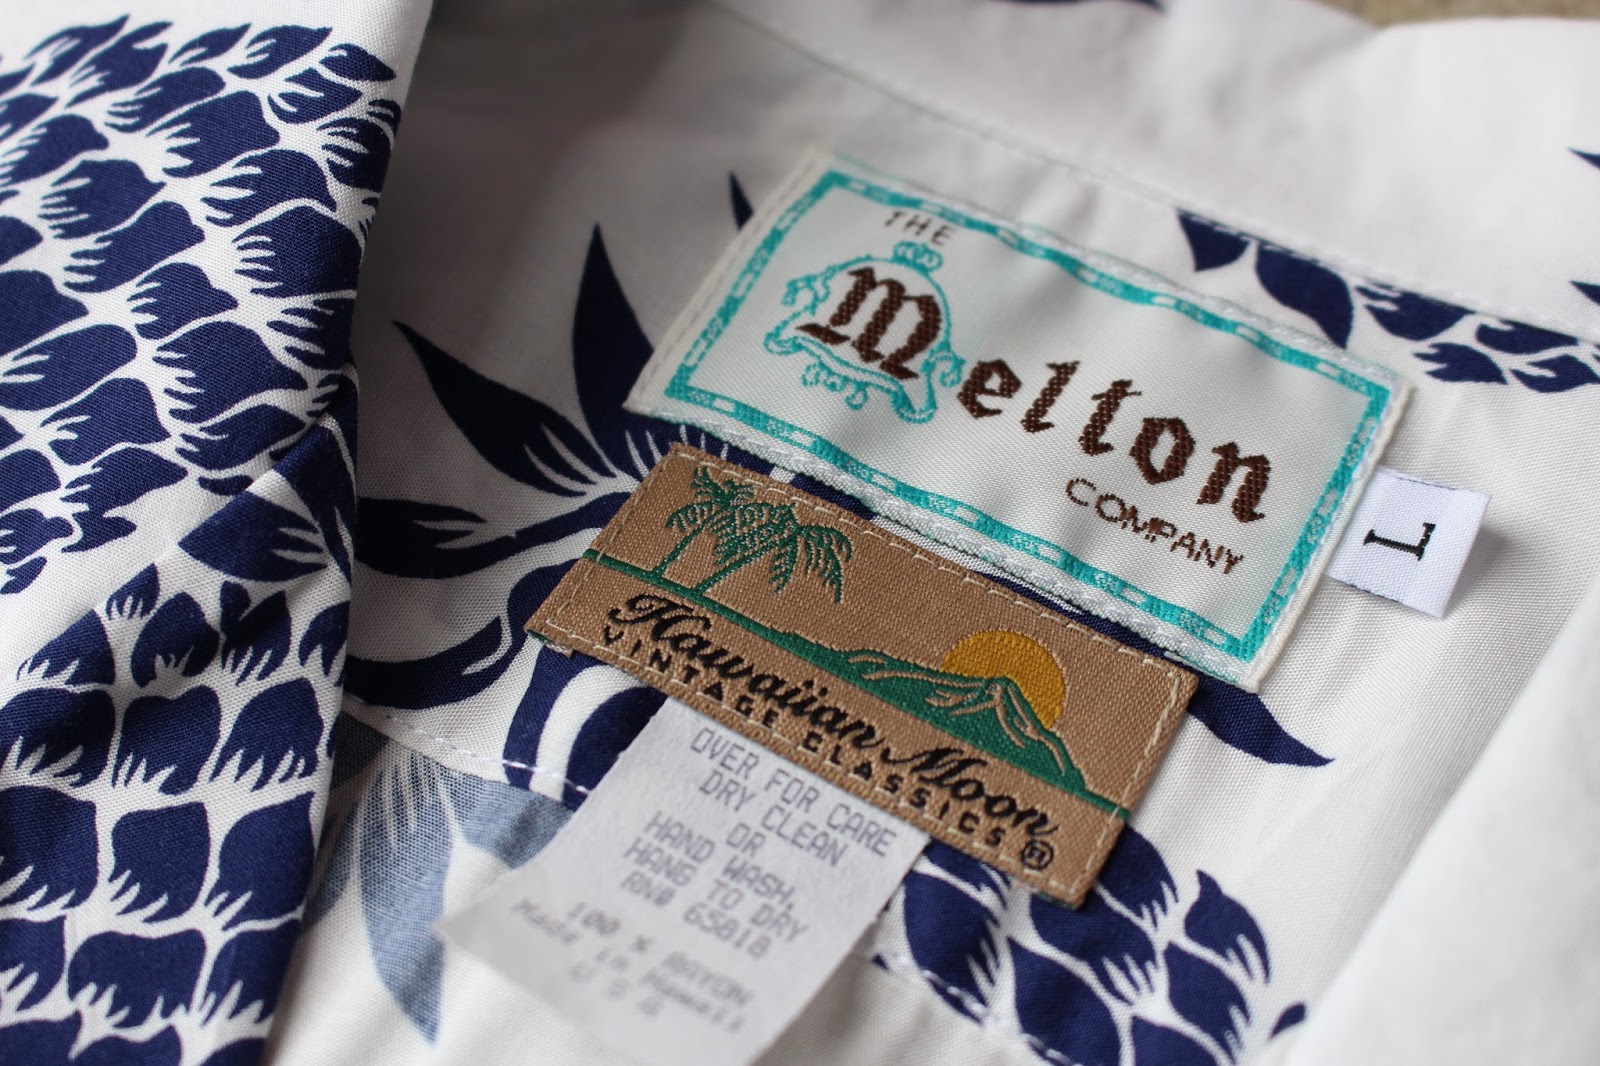 THE
Melton
COMPANY
L
Hawaiian Moon
VINTAGE CLASSICS ®
OVER FOR CARE
DRY CLEAN
OR
HAND WASH,
HANG TO DRY
RN# 65818
100 % RAYON
Made in Hawaii
USA